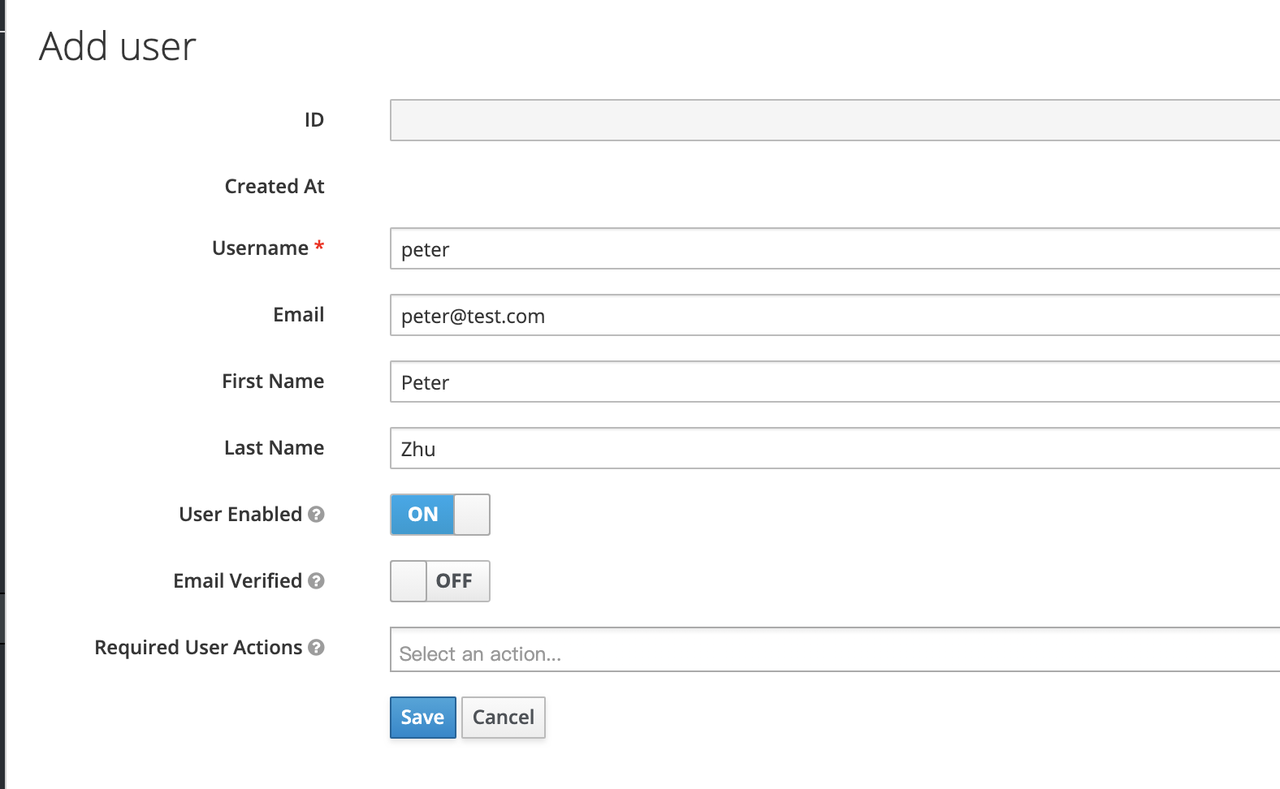 Add user
ID
Created At
Username *
peter
Email
peter@test.com
First Name
Peter
Last Name
Zhu
User Enabled ?
ON
Email Verified ?
OFF
Required User Actions ?
Select an action...
Save Cancel